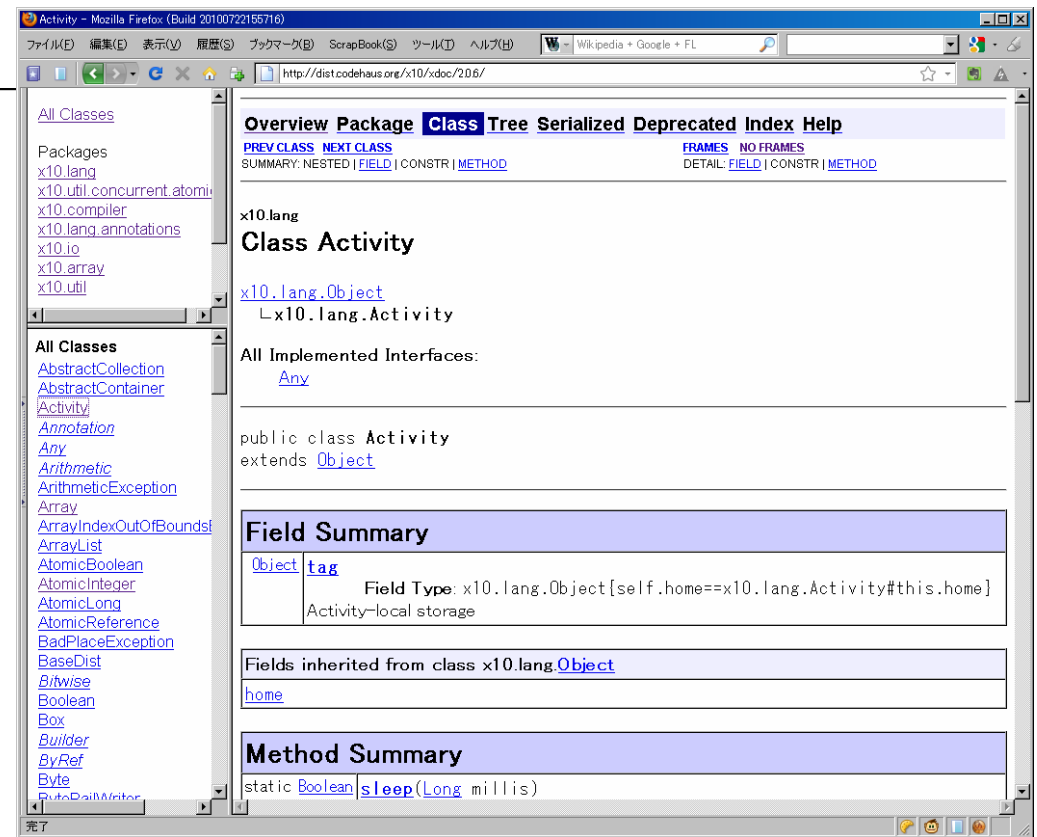 Activity - Mozilla Firefox (Build 20100722155716)
ファイル(F) 編集(E) 表示(V) 履歴(S) ブックマーク(B) ScrapBook(S) ツール(T) ヘルプ(H) W - Wikipedia + Google + FL
http://dist.codehaus.org/x10/xdoc/2.0.6/
All Classes
Packages
x10.lang
x10.util.concurrent.atomi
x10.compiler
x10.lang.annotations
x10.io
x10.array
x10.util
All Classes
AbstractCollection
AbstractContainer
Activity
Annotation
Any
Arithmetic
ArithmeticException
Array
ArrayIndexOutOfBounds
ArrayList
AtomicBoolean
AtomicInteger
AtomicLong
AtomicReference
BadPlaceException
BaseDist
Bitwise
Boolean
Box
Builder
ByRef
Byte
ByteRailWriter
Overview Package Class Tree Serialized Deprecated Index Help
PREV CLASS NEXT CLASS FRAMES NO FRAMES
SUMMARY: NESTED | FIELD | CONSTR | METHOD DETAIL: FIELD | CONSTR | METHOD
x10.lang
Class Activity
x10.lang.Object
└x10.lang.Activity
All Implemented Interfaces:
Any
public class Activity
extends Object
Field Summary
Object tag
Field Type: x10.lang.Object{self.home==x10.lang.Activity#this.home}
Activity-local storage
Fields inherited from class x10.lang.Object
home
Method Summary
static Boolean sleep(Long millis)
完了